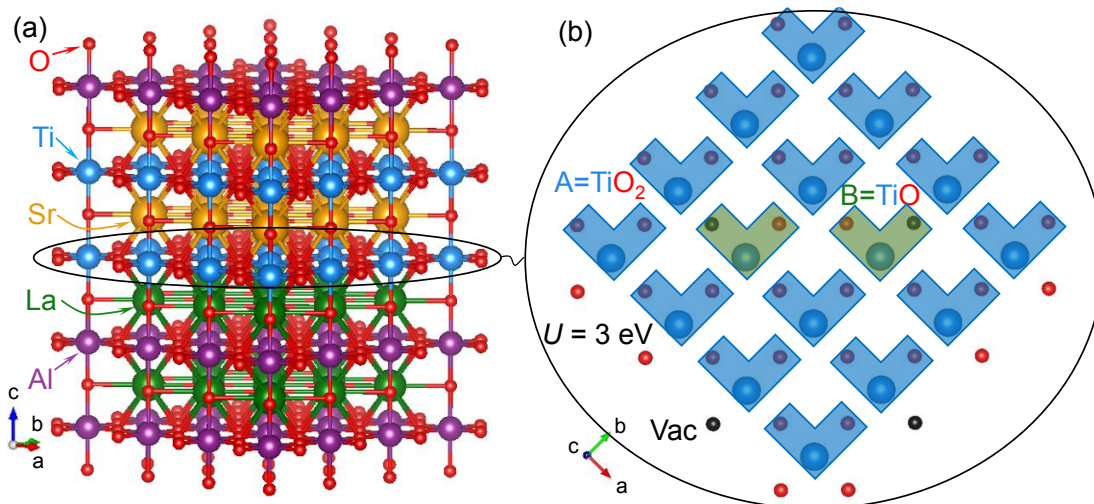 (a)
O
Ti
Sr
La
Al
c
b
a
(b)
A=TiO₂
B=TiO
U = 3 eV
Vac
b
c
a